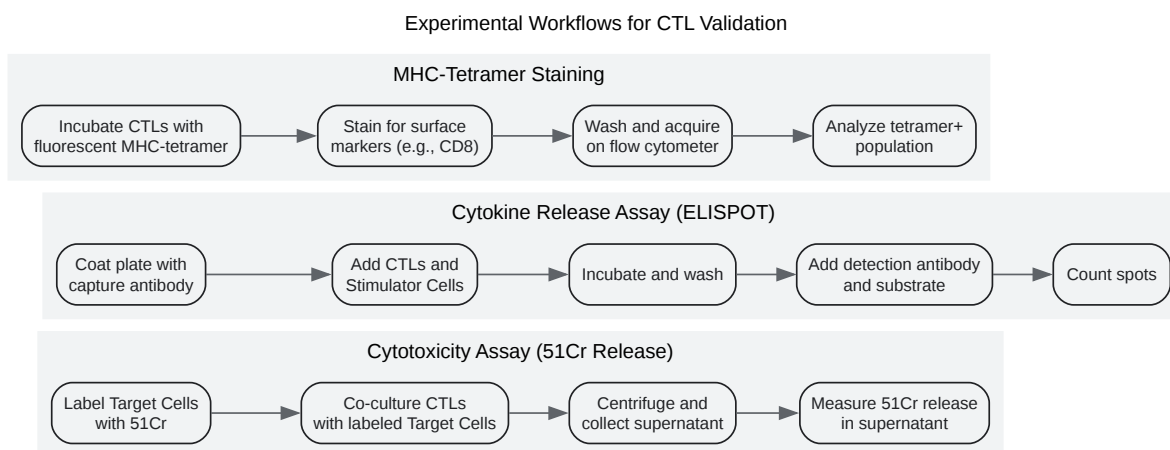 Experimental Workflows for CTL Validation
MHC-Tetramer Staining
Incubate CTLs with
fluorescent MHC-tetramer
Stain for surface
markers (e.g., CD8)
Wash and acquire
on flow cytometer
Analyze tetramer+
population
Cytokine Release Assay (ELISPOT)
Coat plate with
capture antibody
Add CTLs and
Stimulator Cells
Incubate and wash
Add detection antibody
and substrate
Count spots
Cytotoxicity Assay (51Cr Release)
Label Target Cells
with 51Cr
Co-culture CTLs
with labeled Target Cells
Centrifuge and
collect supernatant
Measure 51Cr release
in supernatant